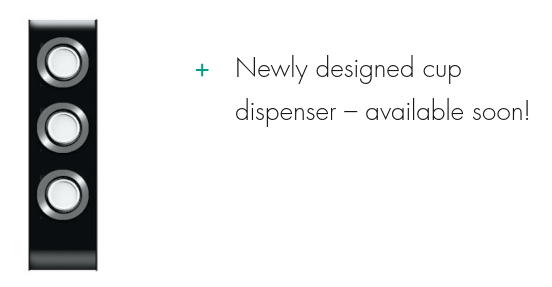 + Newly designed cup
dispenser – available soon!